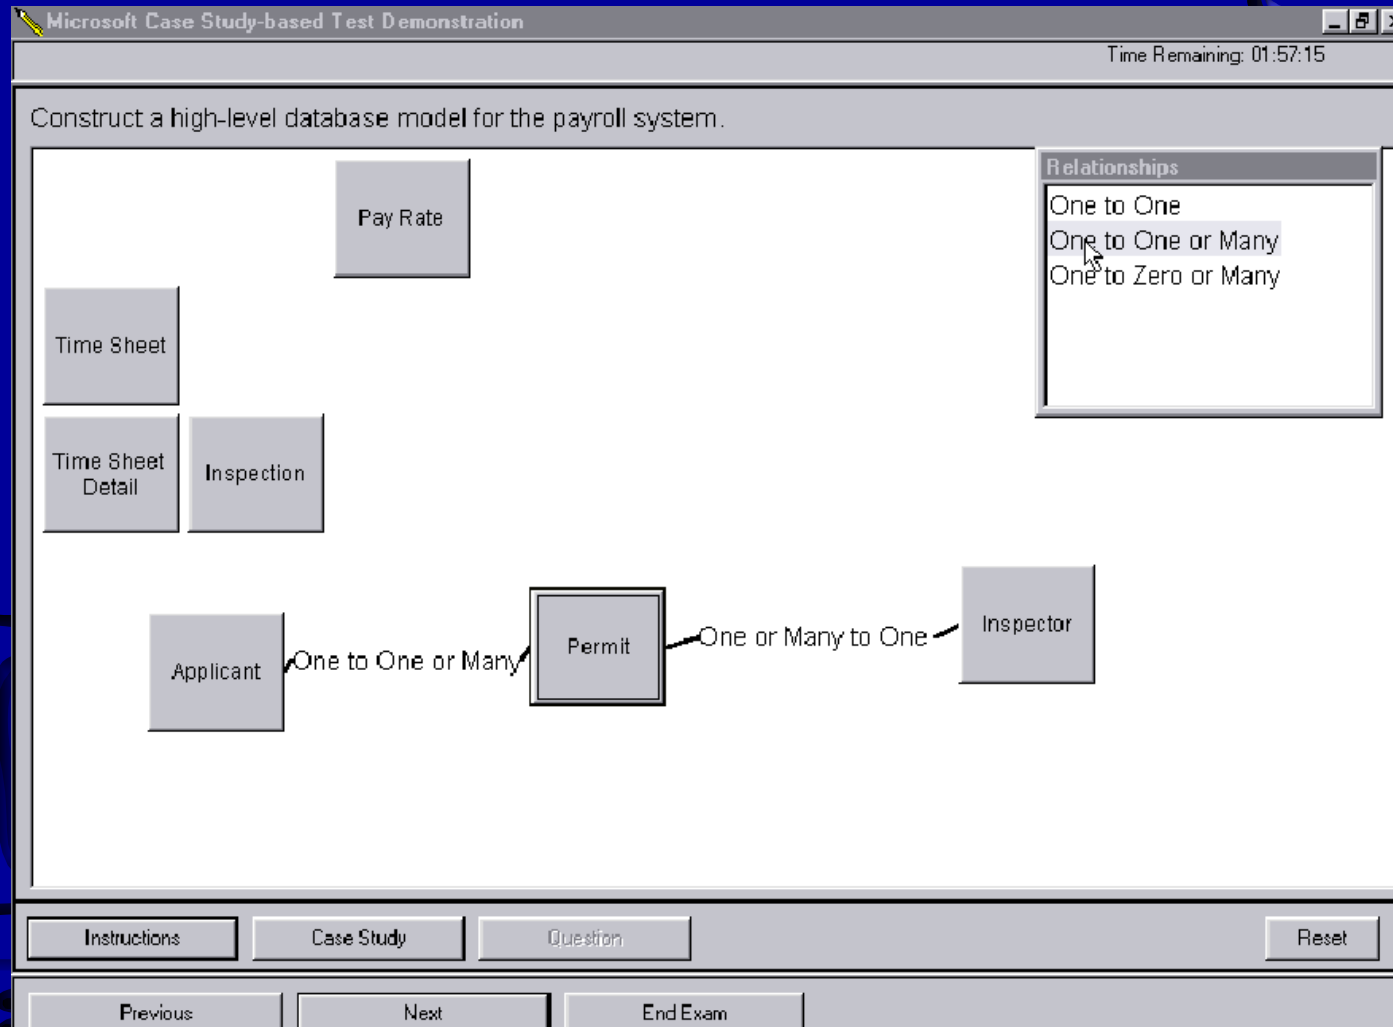 Microsoft Case Study-based Test Demonstration
Time Remaining: 01:57:15
Construct a high-level database model for the payroll system.
Relationships
One to One
One to One or Many
One to Zero or Many
Pay Rate
Time Sheet
Time Sheet
Detail
Inspection
Applicant
One to One or Many
Permit
One or Many to One
Inspector
Instructions
Case Study
Question
Reset
Previous
Next
End Exam